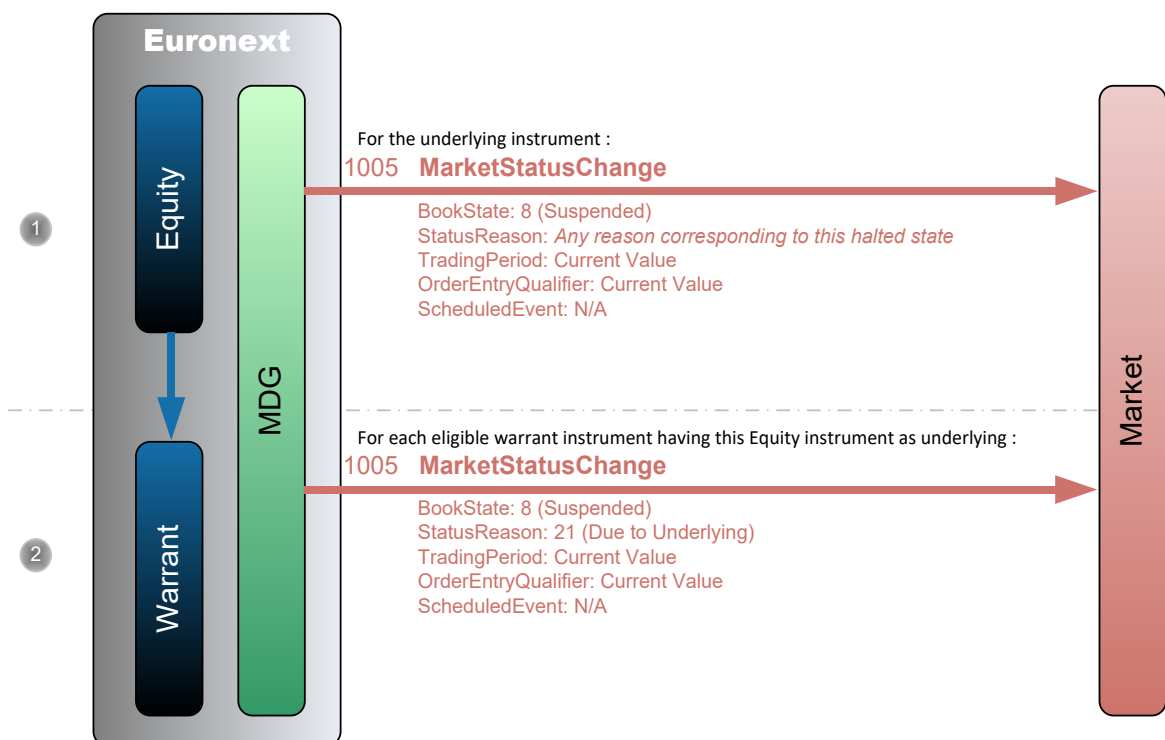 Euronext
Equity
MDG
Market
1
For the underlying instrument :
1005 MarketStatusChange
BookState: 8 (Suspended)
StatusReason: Any reason corresponding to this halted state
TradingPeriod: Current Value
OrderEntryQualifier: Current Value
ScheduledEvent: N/A
Warrant
2
For each eligible warrant instrument having this Equity instrument as underlying :
1005 MarketStatusChange
BookState: 8 (Suspended)
StatusReason: 21 (Due to Underlying)
TradingPeriod: Current Value
OrderEntryQualifier: Current Value
ScheduledEvent: N/A